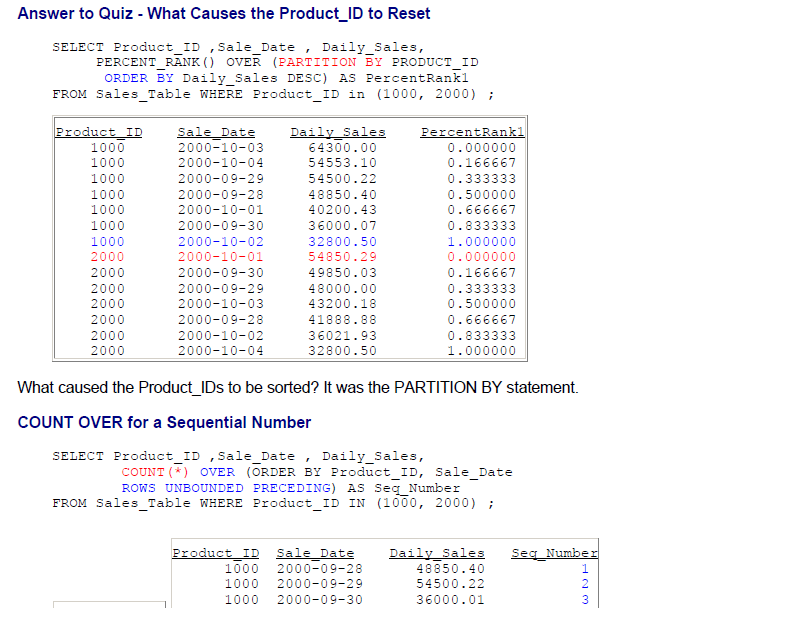 Answer to Quiz - What Causes the Product_ID to Reset
SELECT Product_ID ,Sale_Date , Daily_Sales,
PERCENT_RANK() OVER (PARTITION BY PRODUCT_ID
ORDER BY Daily_Sales DESC) AS PercentRank1
FROM Sales_Table WHERE Product_ID in (1000, 2000) ;
Product_ID Sale_Date Daily_Sales PercentRank1
1000 2000-10-03 64300.00 0.000000
1000 2000-10-04 54553.10 0.166667
1000 2000-09-29 54500.22 0.333333
1000 2000-09-28 48850.40 0.500000
1000 2000-10-01 40200.43 0.666667
1000 2000-09-30 36000.07 0.833333
1000 2000-10-02 32800.50 1.000000
2000 2000-10-01 54850.29 0.000000
2000 2000-09-30 49850.03 0.166667
2000 2000-09-29 48000.00 0.333333
2000 2000-10-03 43200.18 0.500000
2000 2000-09-28 41888.88 0.666667
2000 2000-10-02 36021.93 0.833333
2000 2000-10-04 32800.50 1.000000
What caused the Product_IDs to be sorted? It was the PARTITION BY statement.
COUNT OVER for a Sequential Number
SELECT Product_ID ,Sale_Date , Daily_Sales,
COUNT(*) OVER (ORDER BY Product_ID, Sale_Date
ROWS UNBOUNDED PRECEDING) AS Seq_Number
FROM Sales_Table WHERE Product_ID IN (1000, 2000) ;
Product_ID Sale_Date Daily_Sales Seq_Number
1000 2000-09-28 48850.40 1
1000 2000-09-29 54500.22 2
1000 2000-09-30 36000.01 3